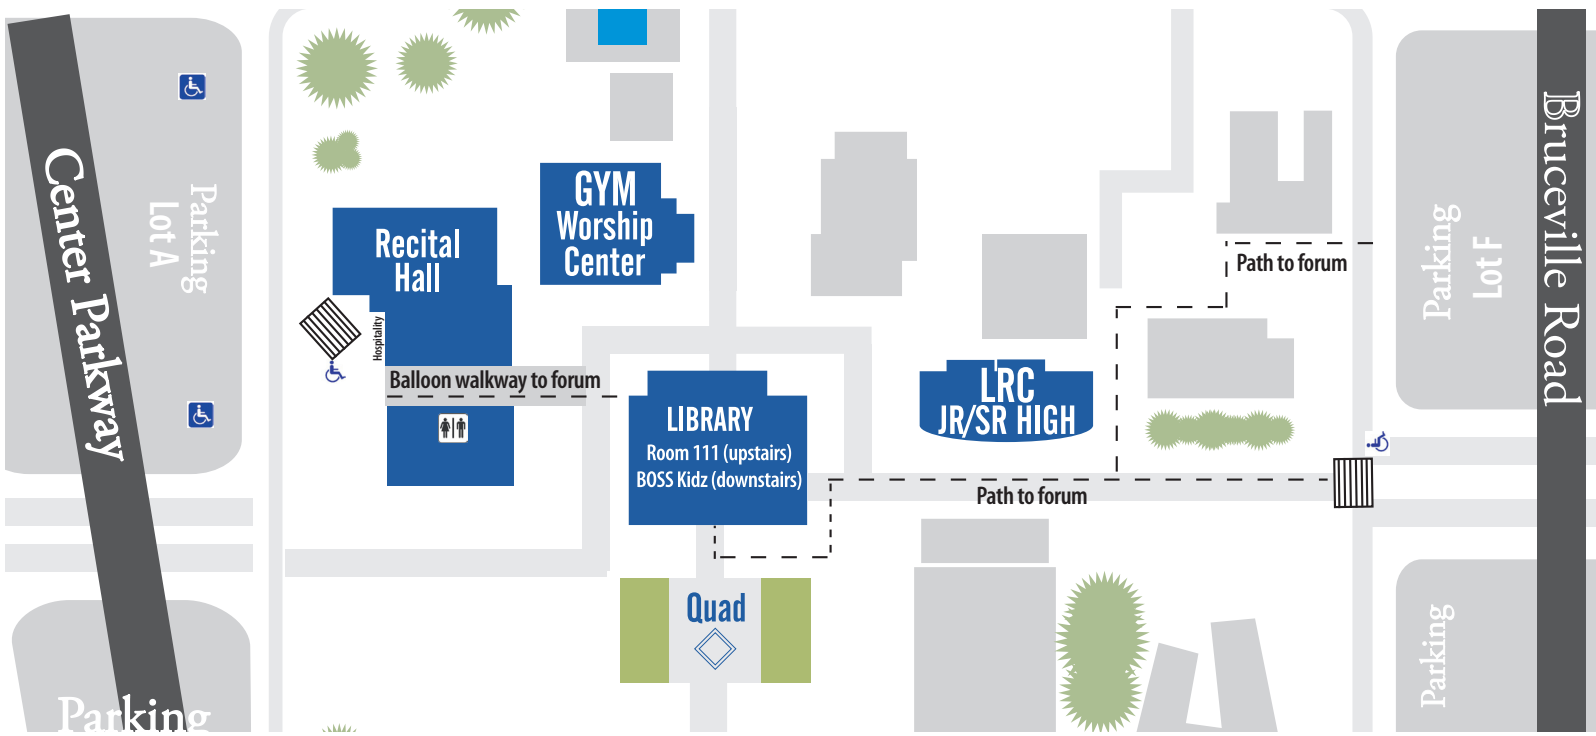 Center Parkway
Parking
Lot A
Recital
Hall
GYM
Worship
Center
Hospitality
Balloon walkway to forum
LIBRARY
Room 111 (upstairs)
BOSS Kidz (downstairs)
LRC
JR/SR HIGH
Path to forum
Path to forum
Parking
Lot F
Bruceville Road
Quad
Parking
Parking